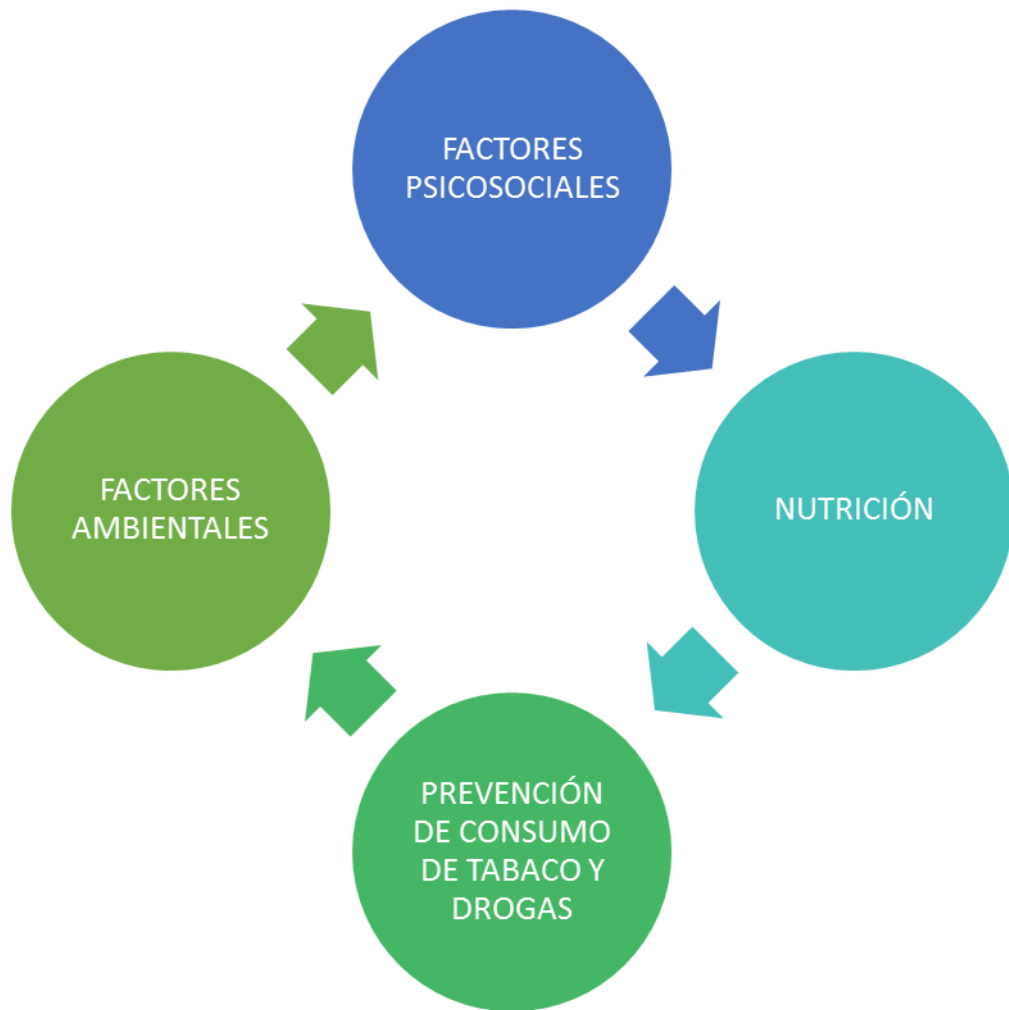 FACTORES
PSICOSOCIALES
NUTRICIÓN
PREVENCIÓN
DE CONSUMO
DE TABACO Y
DROGAS
FACTORES
AMBIENTALES